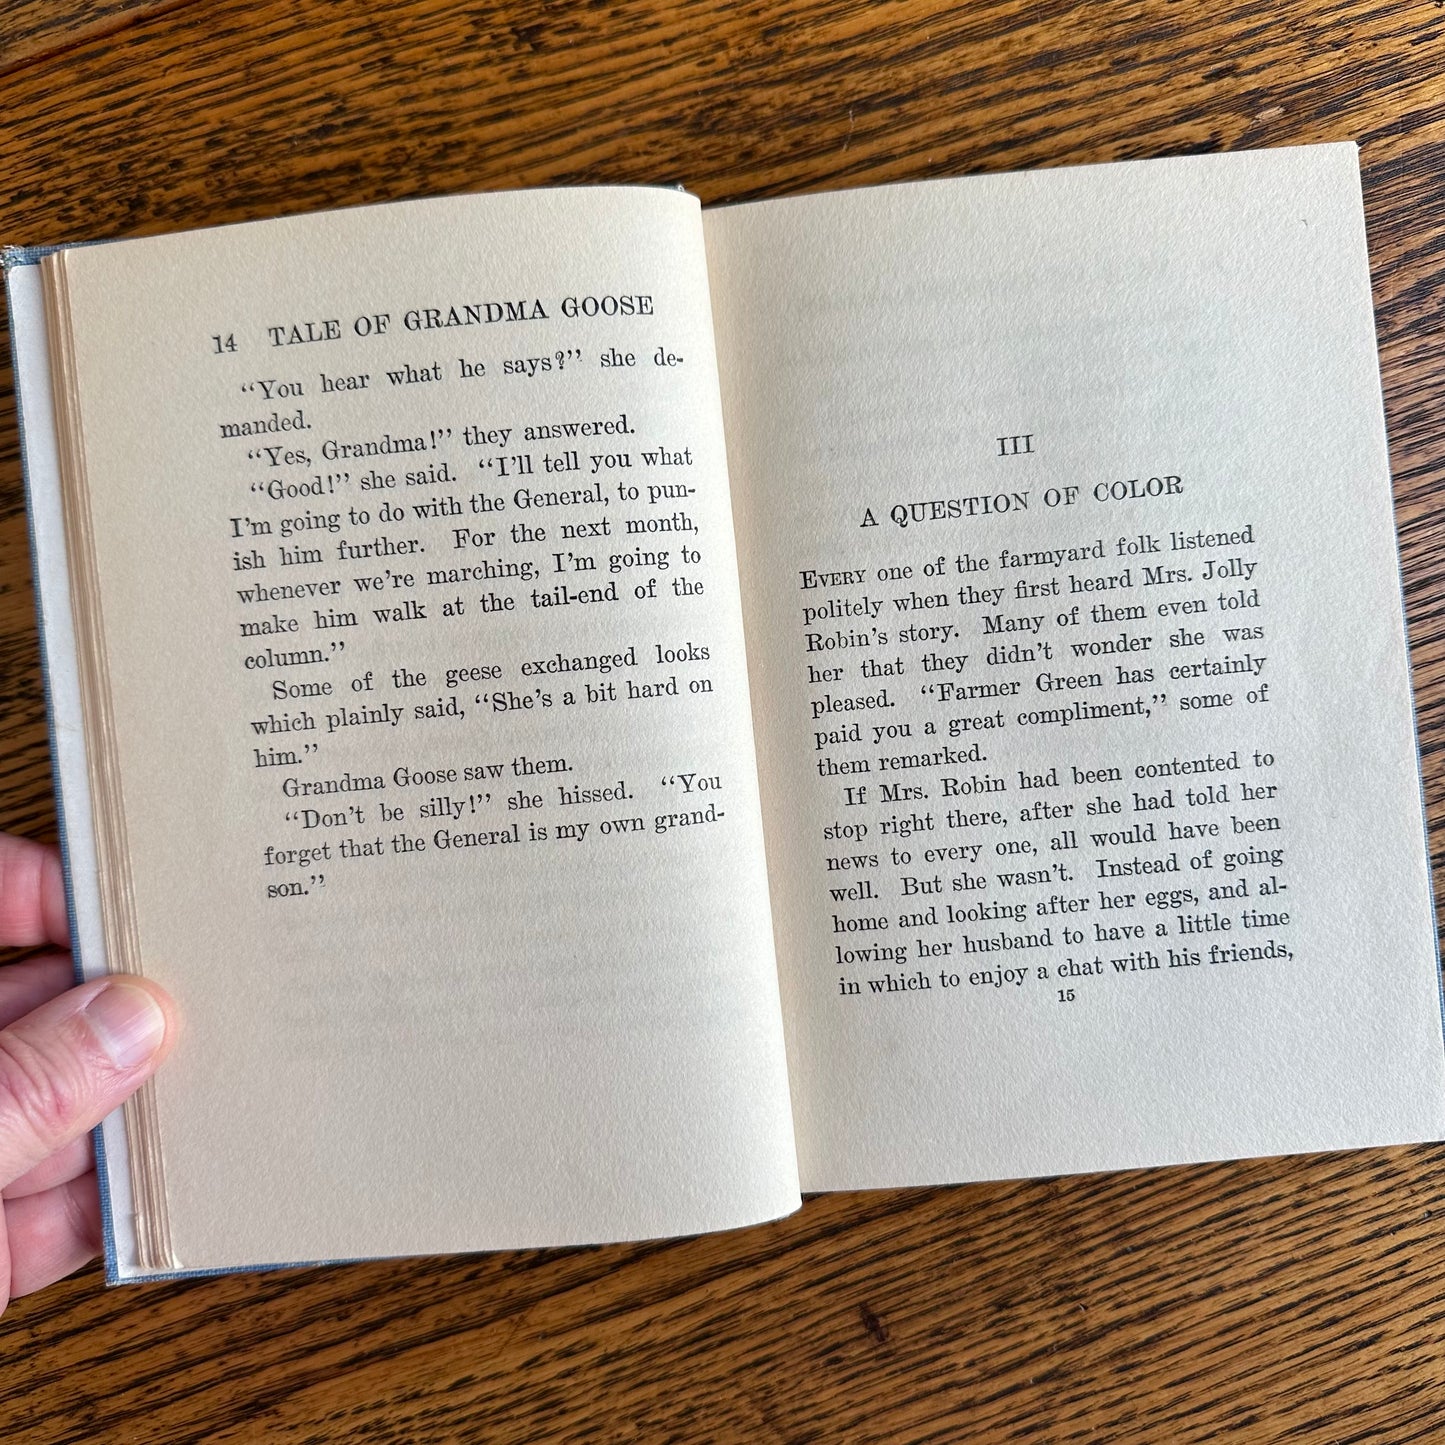 14 TALE OF GRANDMA GOOSE
“You hear what he says?” she de-
manded.
“Yes, Grandma!” they answered.
“Good!” she said. “I’ll tell you what
I’m going to do with the General, to pun-
ish him further. For the next month,
whenever we’re marching, I’m going to
make him walk at the tail-end of the
column.”
Some of the geese exchanged looks
which plainly said, “She’s a bit hard on
him.”
Grandma Goose saw them.
“Don’t be silly!” she hissed. “You
forget that the General is my own grand-
son.”
III
A QUESTION OF COLOR
EVERY one of the farmyard folk listened
politely when they first heard Mrs. Jolly
Robin’s story. Many of them even told
her that they didn’t wonder she was
pleased. “Farmer Green has certainly
paid you a great compliment,” some of
them remarked.
If Mrs. Robin had been contented to
stop right there, after she had told her
news to every one, all would have been
well. But she wasn’t. Instead of going
home and looking after her eggs, and al-
lowing her husband to have a little time
in which to enjoy a chat with his friends,
15